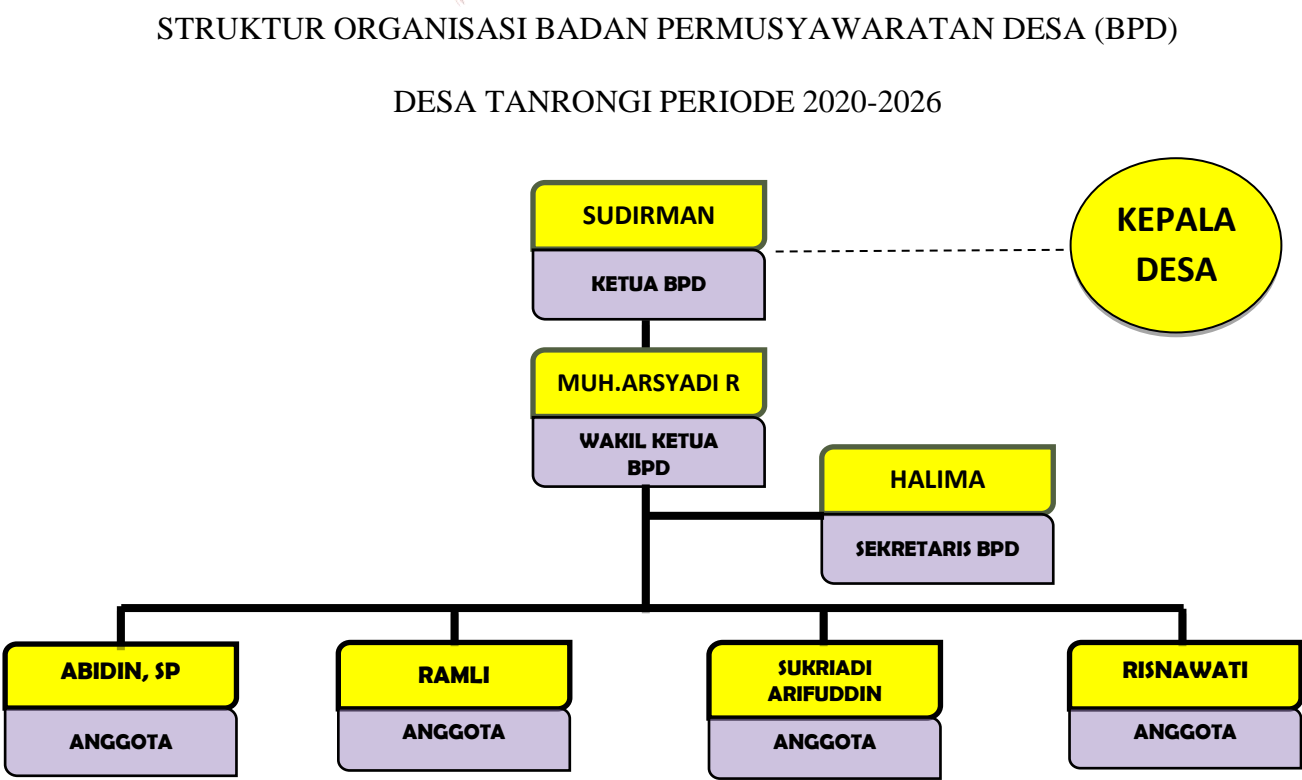 STRUKTUR ORGANISASI BADAN PERMUSYAWARATAN DESA (BPD)
DESA TANRONGI PERIODE 2020-2026
SUDIRMAN
KETUA BPD
KEPALA
DESA
MUH.ARSYADI R
WAKIL KETUA
BPD
HALIMA
SEKRETARIS BPD
ABIDIN, SP
ANGGOTA
RAMLI
ANGGOTA
SUKRIADI
ARIFUDDIN
ANGGOTA
RISNAWATI
ANGGOTA